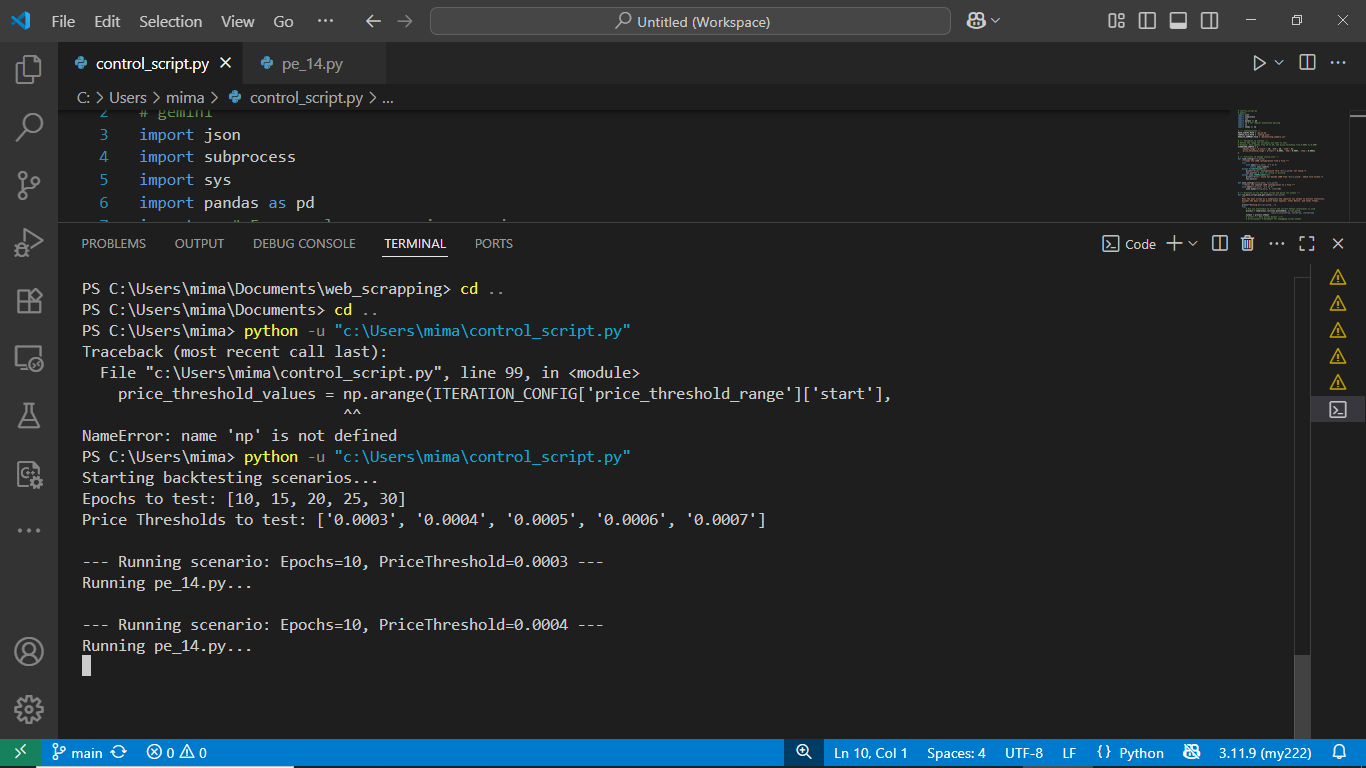 File Edit Selection View Go ··· Untitled (Workspace)
control_script.py pe_14.py
C: > Users > mima > control_script.py > ...
2 # gemini
3 import json
4 import subprocess
5 import sys
6 import pandas as pd
PROBLEMS OUTPUT DEBUG CONSOLE TERMINAL PORTS Code
PS C:\Users\mima\Documents\web_scrapping> cd ..
PS C:\Users\mima\Documents> cd ..
PS C:\Users\mima> python -u "c:\Users\mima\control_script.py"
Traceback (most recent call last):
File "c:\Users\mima\control_script.py", line 99, in <module>
price_threshold_values = np.arange(ITERATION_CONFIG['price_threshold_range']['start'],
^^
NameError: name 'np' is not defined
PS C:\Users\mima> python -u "c:\Users\mima\control_script.py"
Starting backtesting scenarios...
Epochs to test: [10, 15, 20, 25, 30]
Price Thresholds to test: ['0.0003', '0.0004', '0.0005', '0.0006', '0.0007']
--- Running scenario: Epochs=10, PriceThreshold=0.0003 ---
Running pe_14.py...
--- Running scenario: Epochs=10, PriceThreshold=0.0004 ---
Running pe_14.py...
main 0 0 Ln 10, Col 1 Spaces: 4 UTF-8 LF {} Python 3.11.9 (my222)